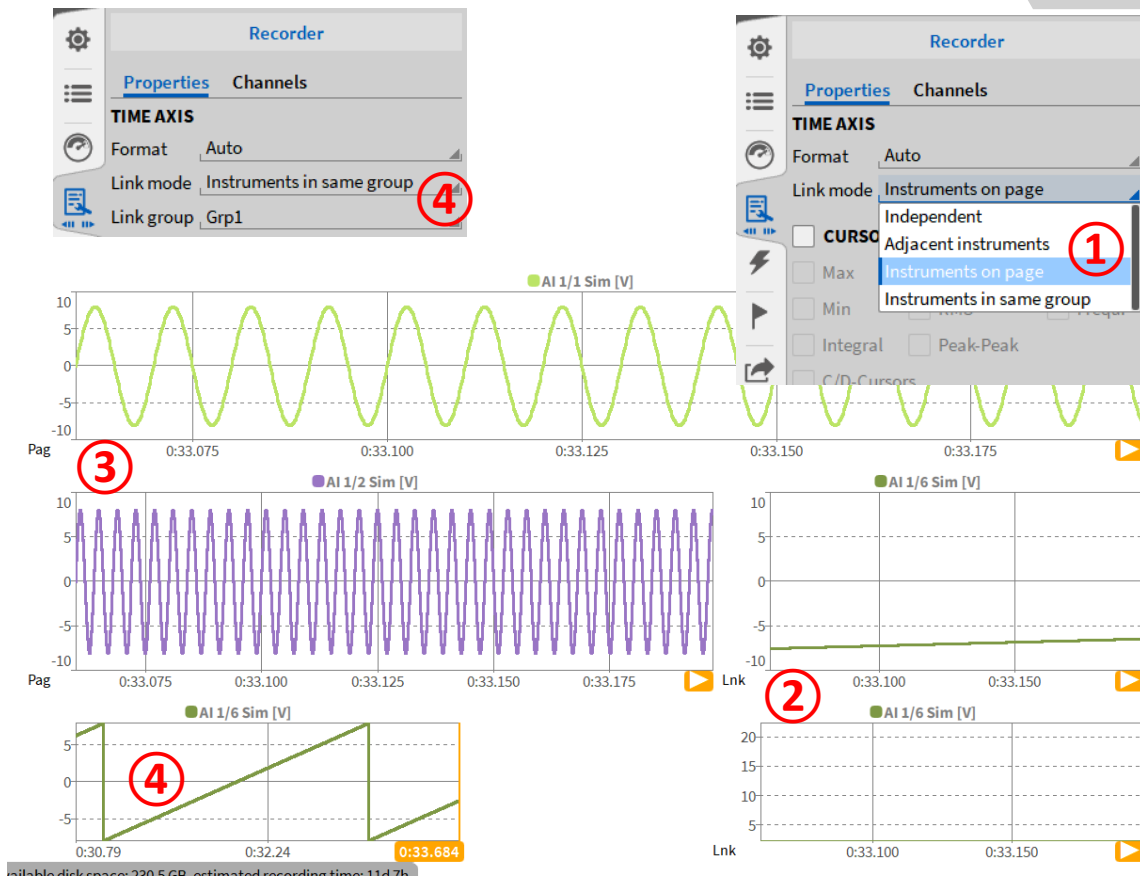 Recorder
Properties Channels
TIME AXIS
Format Auto
Link mode Instruments in same group
Link group Grp1
4
Recorder
Properties Channels
TIME AXIS
Format Auto
Link mode Instruments on page
Independent
Adjacent instruments
Instruments on page
Instruments in same group
1
CURSO
Max
Min
Integral Peak-Peak
C/D-Cursors
AI 1/1 Sim [V]
10
5
0
-5
-10
Pag 0:33.075 0:33.100 0:33.125 0:33.150 0:33.175
3
AI 1/2 Sim [V]
10
5
0
-5
-10
Pag 0:33.075 0:33.100 0:33.125 0:33.150 0:33.175
AI 1/6 Sim [V]
10
5
0
-5
-10
Lnk 0:33.100 0:33.150
2
AI 1/6 Sim [V]
5
0
-5
4
0:30.79 0:32.24 0:33.684
AI 1/6 Sim [V]
20
15
10
5
Lnk 0:33.100 0:33.150
vailable disk space: 230.5 GB, estimated recording time: 11d 7h